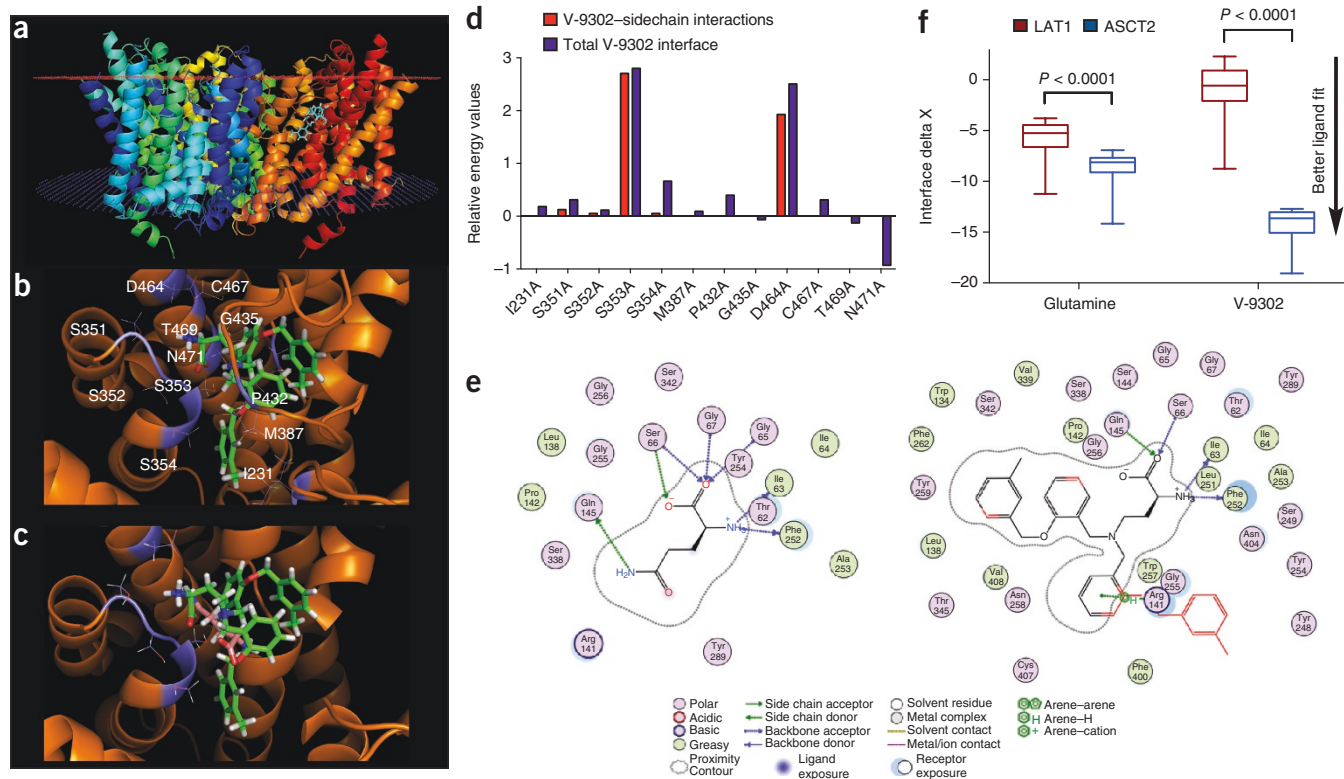 a
b
D464
C467
S351
T469
G435
N471
S352
S353
P432
M387
S354
I231
c
d
V-9302–sidechain interactions
Total V-9302 interface
Relative energy values
3
2
1
0
−1
I231A
S351A
S352A
S353A
S354A
M387A
P432A
G435A
D464A
C467A
T469A
N471A
f
LAT1
ASCT2
P < 0.0001
P < 0.0001
Interface delta X
0
−5
−10
−15
−20
Glutamine
V-9302
Better ligand fit
e
Ser 342
Gly 256
Gly 67
Ser 66
Gly 65
Leu 138
Gly 255
Tyr 254
Ile 64
Ile 63
Pro 142
Gln 145
Thr 62
Phe 252
O
O
−
+
NH3
Ser 338
Ala 253
H2N
O
Arg 141
Tyr 289
Gly 65
Val 339
Ser 144
Gly 67
Trp 134
Ser 338
Tyr 289
Ser 342
Ser 66
Thr 62
Pro 142
Gln 145
Phe 262
Gly 256
Ile 63
Ile 64
Leu 251
Ala 253
Tyr 259
Phe 252
O
O
−
+
NH3
Ser 249
Asn 404
Leu 138
O
N
Tyr 254
Val 408
Trp 257
Gly 255
Asn 258
H
Arg 141
Thr 345
Tyr 248
Cys 407
Phe 400
Polar
Acidic
Basic
Greasy
Proximity Contour
Side chain acceptor
Side chain donor
Backbone acceptor
Backbone donor
Ligand exposure
Solvent residue
Metal complex
Solvent contact
Metal/ion contact
Receptor exposure
Arene–arene
H Arene–H
+ Arene–cation